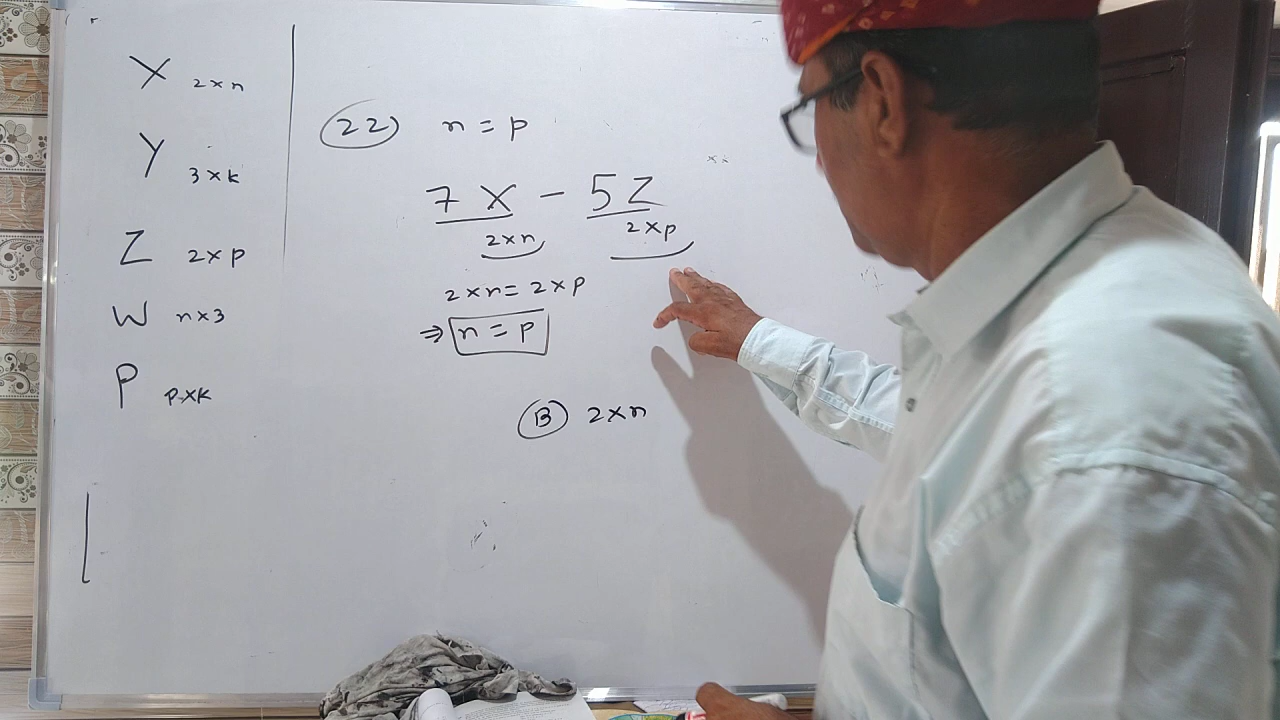 X 2×n
Y 3×k
Z 2×p
W n×3
P p×k
22 n = p
7X - 5Z
2×n 2×p
2×n = 2×p
⇒ n = p
B 2×n